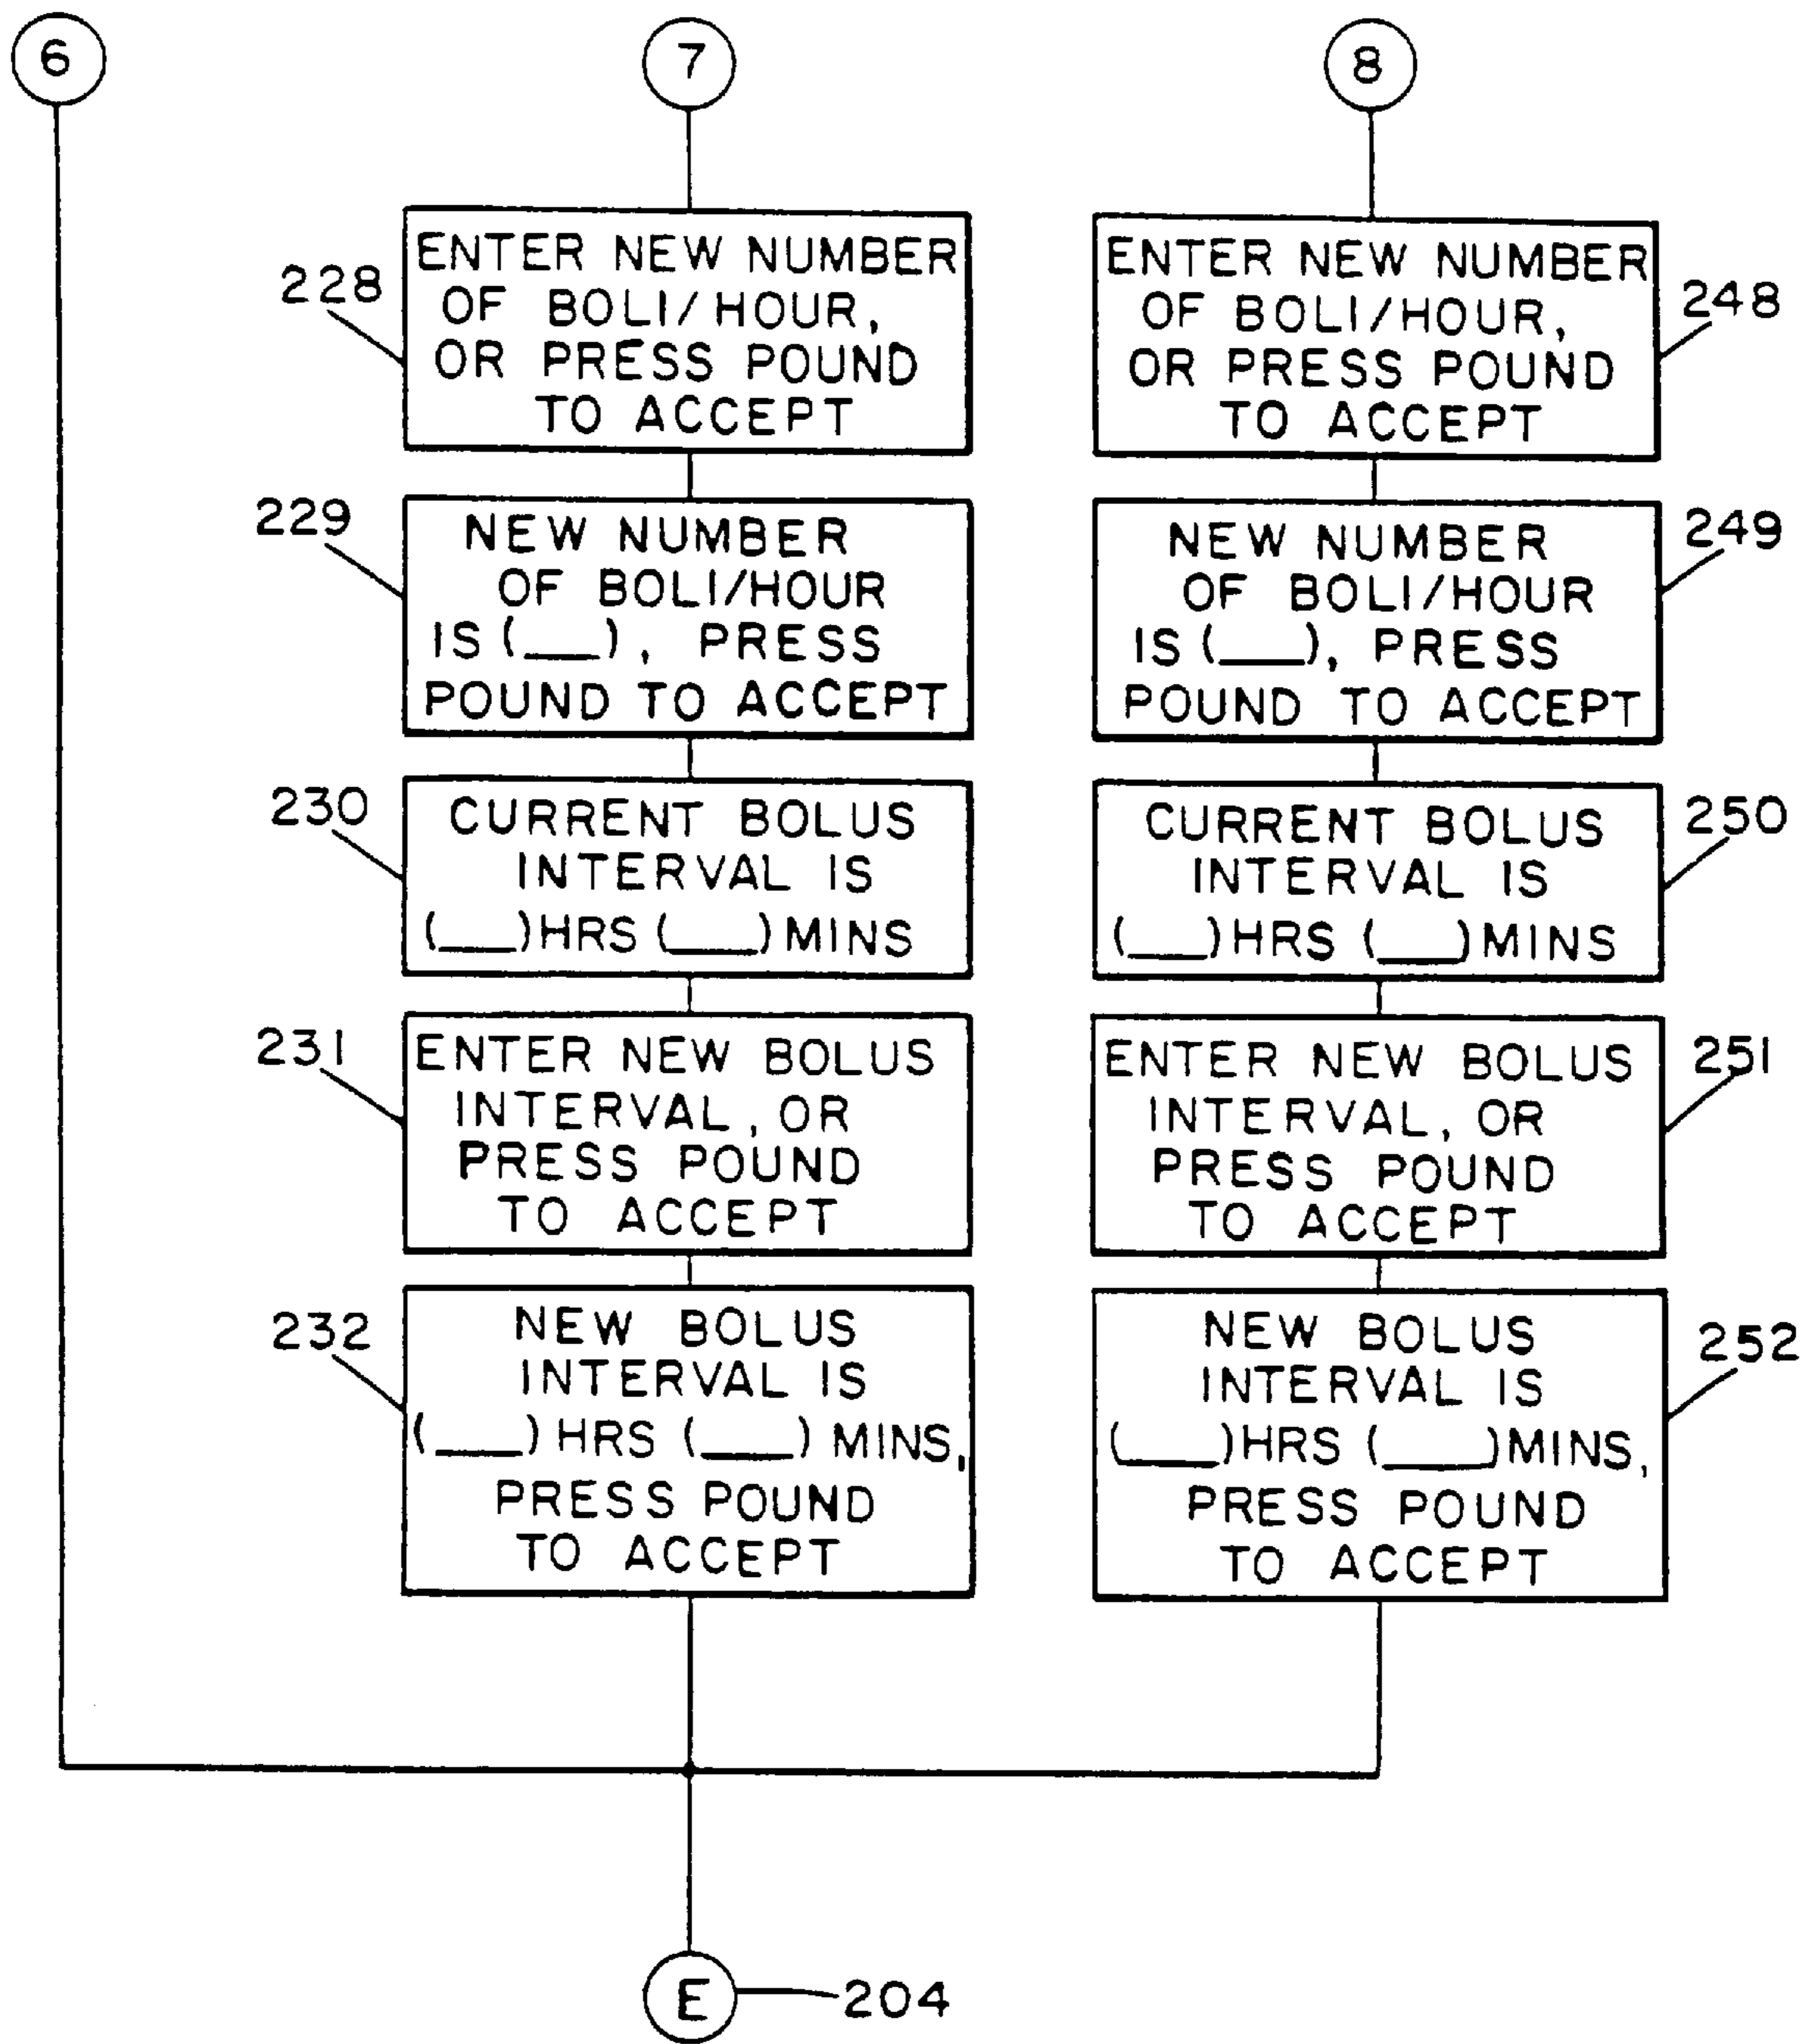 6
7
8
228
ENTER NEW NUMBER
OF BOLI/HOUR,
OR PRESS POUND
TO ACCEPT
229
NEW NUMBER
OF BOLI/HOUR
IS (___), PRESS
POUND TO ACCEPT
230
CURRENT BOLUS
INTERVAL IS
(___) HRS (___) MINS
231
ENTER NEW BOLUS
INTERVAL, OR
PRESS POUND
TO ACCEPT
232
NEW BOLUS
INTERVAL IS
(___) HRS (___) MINS,
PRESS POUND
TO ACCEPT
ENTER NEW NUMBER
OF BOLI/HOUR,
OR PRESS POUND
TO ACCEPT
248
NEW NUMBER
OF BOLI/HOUR
IS (___), PRESS
POUND TO ACCEPT
249
CURRENT BOLUS
INTERVAL IS
(___) HRS (___) MINS
250
ENTER NEW BOLUS
INTERVAL, OR
PRESS POUND
TO ACCEPT
251
NEW BOLUS
INTERVAL IS
(___) HRS (___) MINS,
PRESS POUND
TO ACCEPT
252
E
204